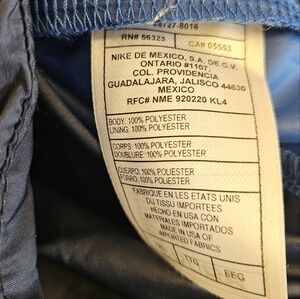 RN# 56323 CA# 05553
NIKE DE MEXICO, S.A. DE C.V.
ONTARIO #1107
COL. PROVIDENCIA
GUADALAJARA, JALISCO 44630
MEXICO
RFC# NME 920220 KL4
BODY: 100% POLYESTER
LINING: 100% POLYESTER
CORPS: 100% POLYESTER
DOUBLURE: 100% POLYESTER
CUERPO: 100% POLIESTER
FORRO: 100% POLIESTER
FABRIQUE EN LES ETATS UNIS
DU TISSU IMPORTEES
HECHO EN USA CON
MATERIALES IMPORTADOS
MADE IN USA OF
IMPORTED FABRICS
TTG EEG